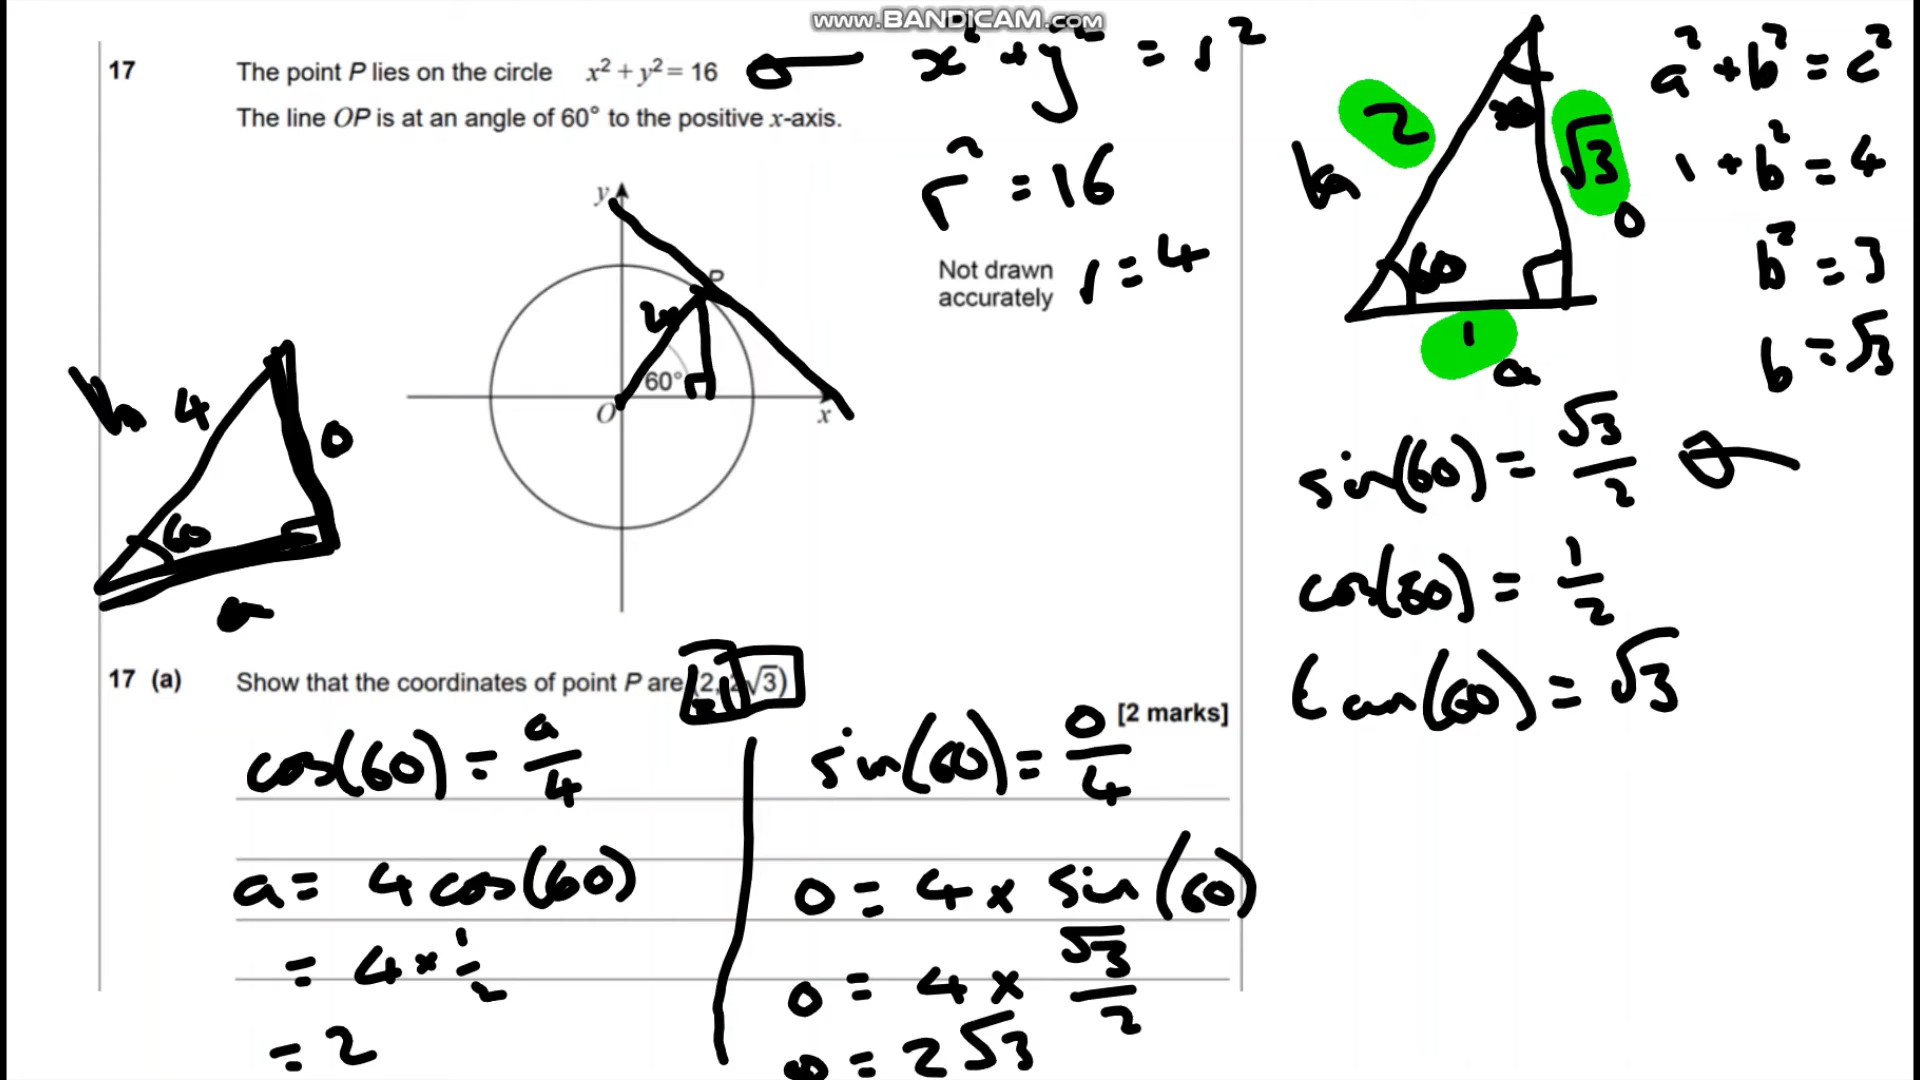 www.BANDICAM.com
17 The point P lies on the circle x² + y² = 16
The line OP is at an angle of 60° to the positive x-axis.
x² + y² = r²
r² = 16
r = 4
Not drawn
accurately
y
P
4
60°
O
x
h 4
o
60
a
2
√3
h
o
60
1
a
a² + b² = c²
1 + b² = 4
b² = 3
b = √3
sin(60) = √3/2
cos(60) = 1/2
tan(60) = √3
17 (a) Show that the coordinates of point P are (2, 2√3)
[2 marks]
cos(60) = a/4
a = 4 cos(60)
= 4 × 1/2
= 2
sin(60) = o/4
o = 4 × sin(60)
o = 4 × √3/2
o = 2√3